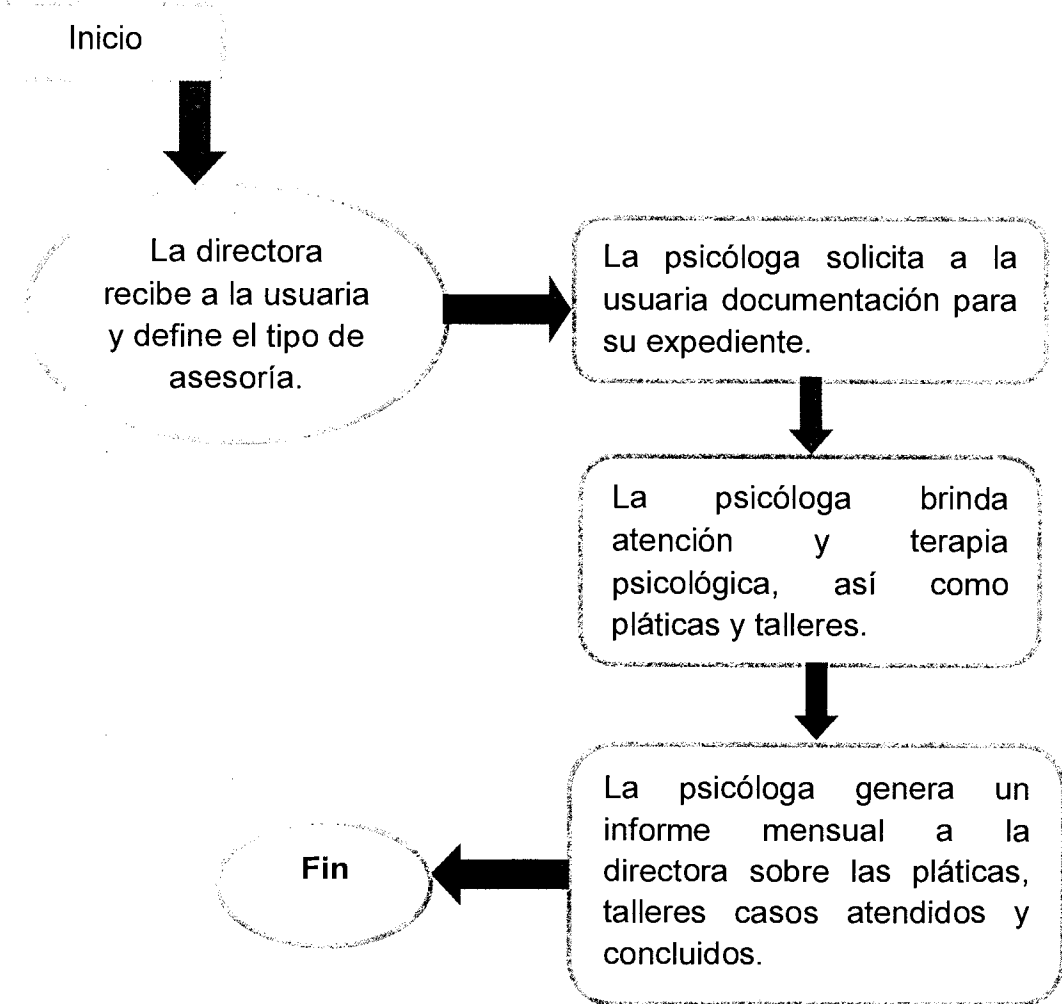 Inicio
La directora
recibe a la usuaria
y define el tipo de
asesoría.
La psicóloga solicita a la
usuaria documentación para
su expediente.
La psicóloga brinda
atención y terapia
psicológica, así como
pláticas y talleres.
La psicóloga genera un
informe mensual a la
directora sobre las pláticas,
talleres casos atendidos y
concluidos.
Fin